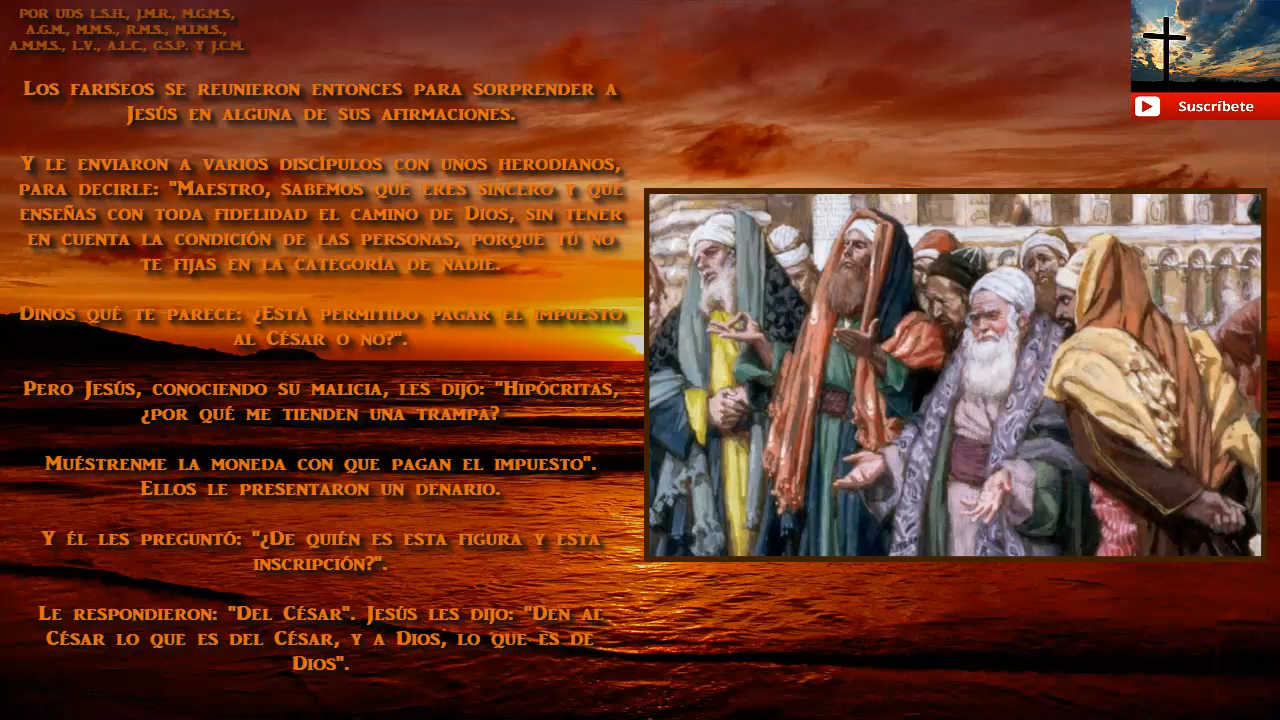 POR UDS L.S.H., J.M.R., M.G.M.S,
A.G.M., M.M.S., R.M.S., M.I.M.S.,
A.M.M.S., L.V., A.L.C., G.S.P. Y J.C.M.
Suscríbete
Los fariseos se reunieron entonces para sorprender a
Jesús en alguna de sus afirmaciones.
Y le enviaron a varios discípulos con unos herodianos,
para decirle: "Maestro, sabemos que eres sincero y que
enseñas con toda fidelidad el camino de Dios, sin tener
en cuenta la condición de las personas, porque tú no
te fijas en la categoría de nadie.
Dinos qué te parece: ¿Está permitido pagar el impuesto
al César o no?".
Pero Jesús, conociendo su malicia, les dijo: "Hipócritas,
¿por qué me tienden una trampa?
Muéstrenme la moneda con que pagan el impuesto".
Ellos le presentaron un denario.
Y él les preguntó: "¿De quién es esta figura y esta
inscripción?".
Le respondieron: "Del César". Jesús les dijo: "Den al
César lo que es del César, y a Dios, lo que es de
Dios".